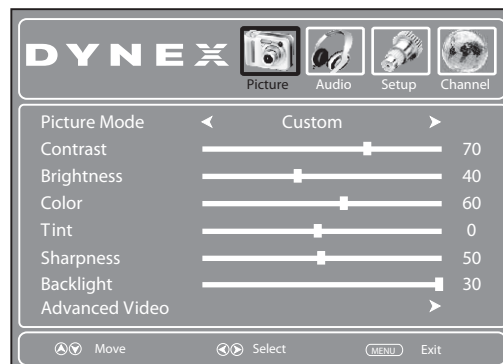 DYNEX
Picture Audio Setup Channel
Picture Mode Custom
Contrast 70
Brightness 40
Color 60
Tint 0
Sharpness 50
Backlight 30
Advanced Video
Move Select MENU Exit